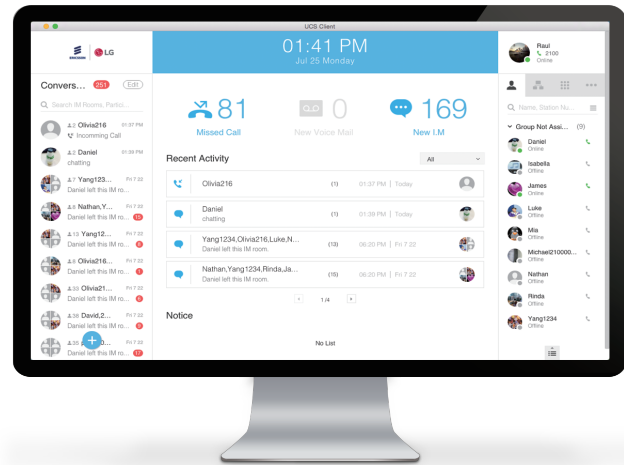 UCS Client
ERICSSON
LG
01:41 PM
Jul 25 Monday
Raul
2100
Online
Convers... 251 Edit
Search IM Rooms, Partici...
2 Olivia216 01:37 PM
Incomming Call
2 Daniel 01:39 PM
chatting
7 Yang123... Fri 7 22
Daniel left this IM ro...
8 Nathan,Y... Fri 7 22
Daniel left this IM ro... 15
13 Yang12... Fri 7 22
Daniel left this IM ro...
8 Olivia216... Fri 7 22
Daniel left this IM ro...
33 Olivia21... Fri 7 22
Daniel left this IM ro...
38 David,2... Fri 7 22
Daniel left this IM ro...
35 Fri 7 22
Daniel left this IM ro... 17
81
Missed Call
0
New Voice Mail
169
New I.M
Recent Activity All
Olivia216 (1) 01:37 PM | Today
Daniel (1) 01:39 PM | Today
chatting
Yang1234,Olivia216,Luke,N... (13) 06:20 PM | Fri 7 22
Daniel left this IM room.
Nathan,Yang1234,Rinda,Ja... (15) 06:20 PM | Fri 7 22
Daniel left this IM room.
1/4
Notice
No List
Name, Station Nu...
Group Not Assi... (9)
Daniel
Online
Isabella
Offline
James
Online
Luke
Offline
Mia
Offline
Michael210000...
Offline
Nathan
Offline
Rinda
Offline
Yang1234
Offline